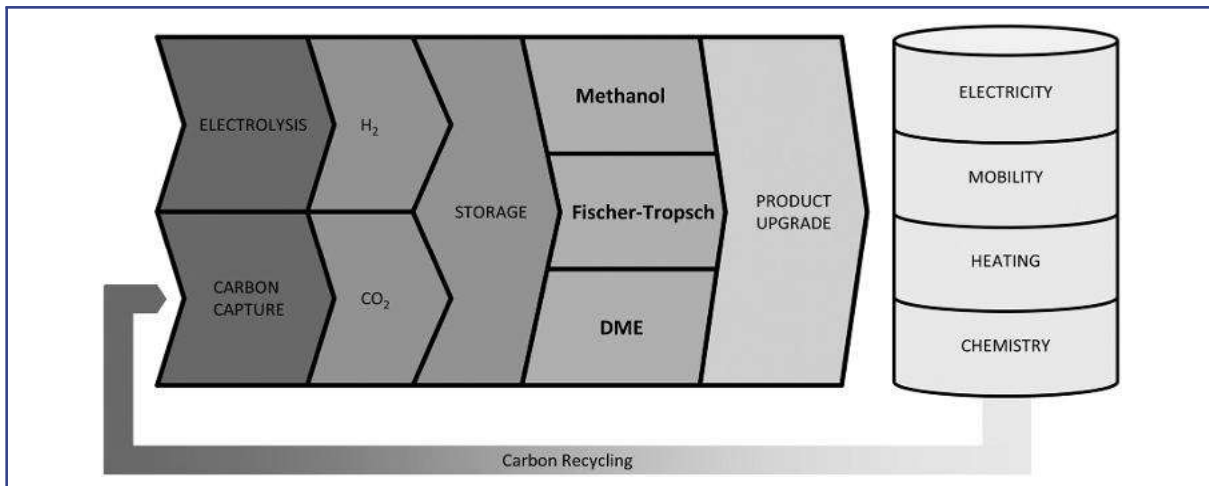 ELECTROLYSIS
H₂
CARBON
CAPTURE
CO₂
STORAGE
Methanol
Fischer-Tropsch
DME
PRODUCT
UPGRADE
ELECTRICITY
MOBILITY
HEATING
CHEMISTRY
Carbon Recycling